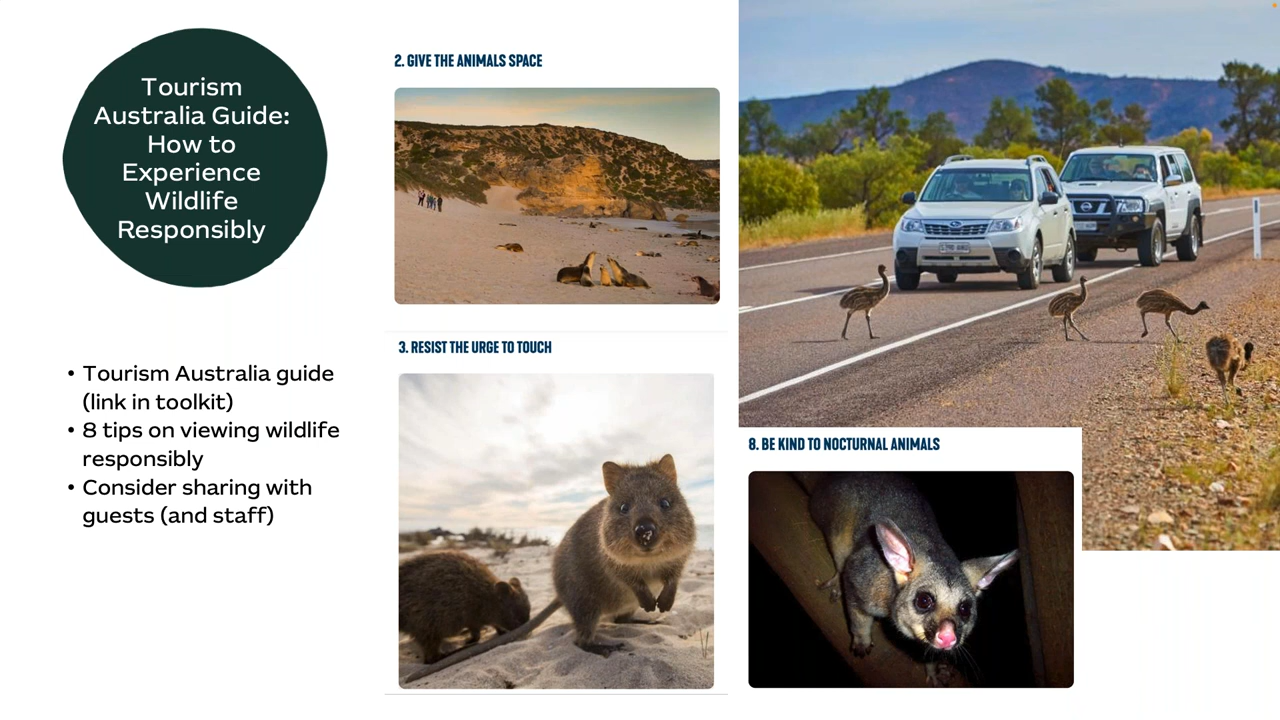 Tourism
Australia Guide:
How to
Experience
Wildlife
Responsibly
• Tourism Australia guide
(link in toolkit)
• 8 tips on viewing wildlife
responsibly
• Consider sharing with
guests (and staff)
2. GIVE THE ANIMALS SPACE
3. RESIST THE URGE TO TOUCH
8. BE KIND TO NOCTURNAL ANIMALS